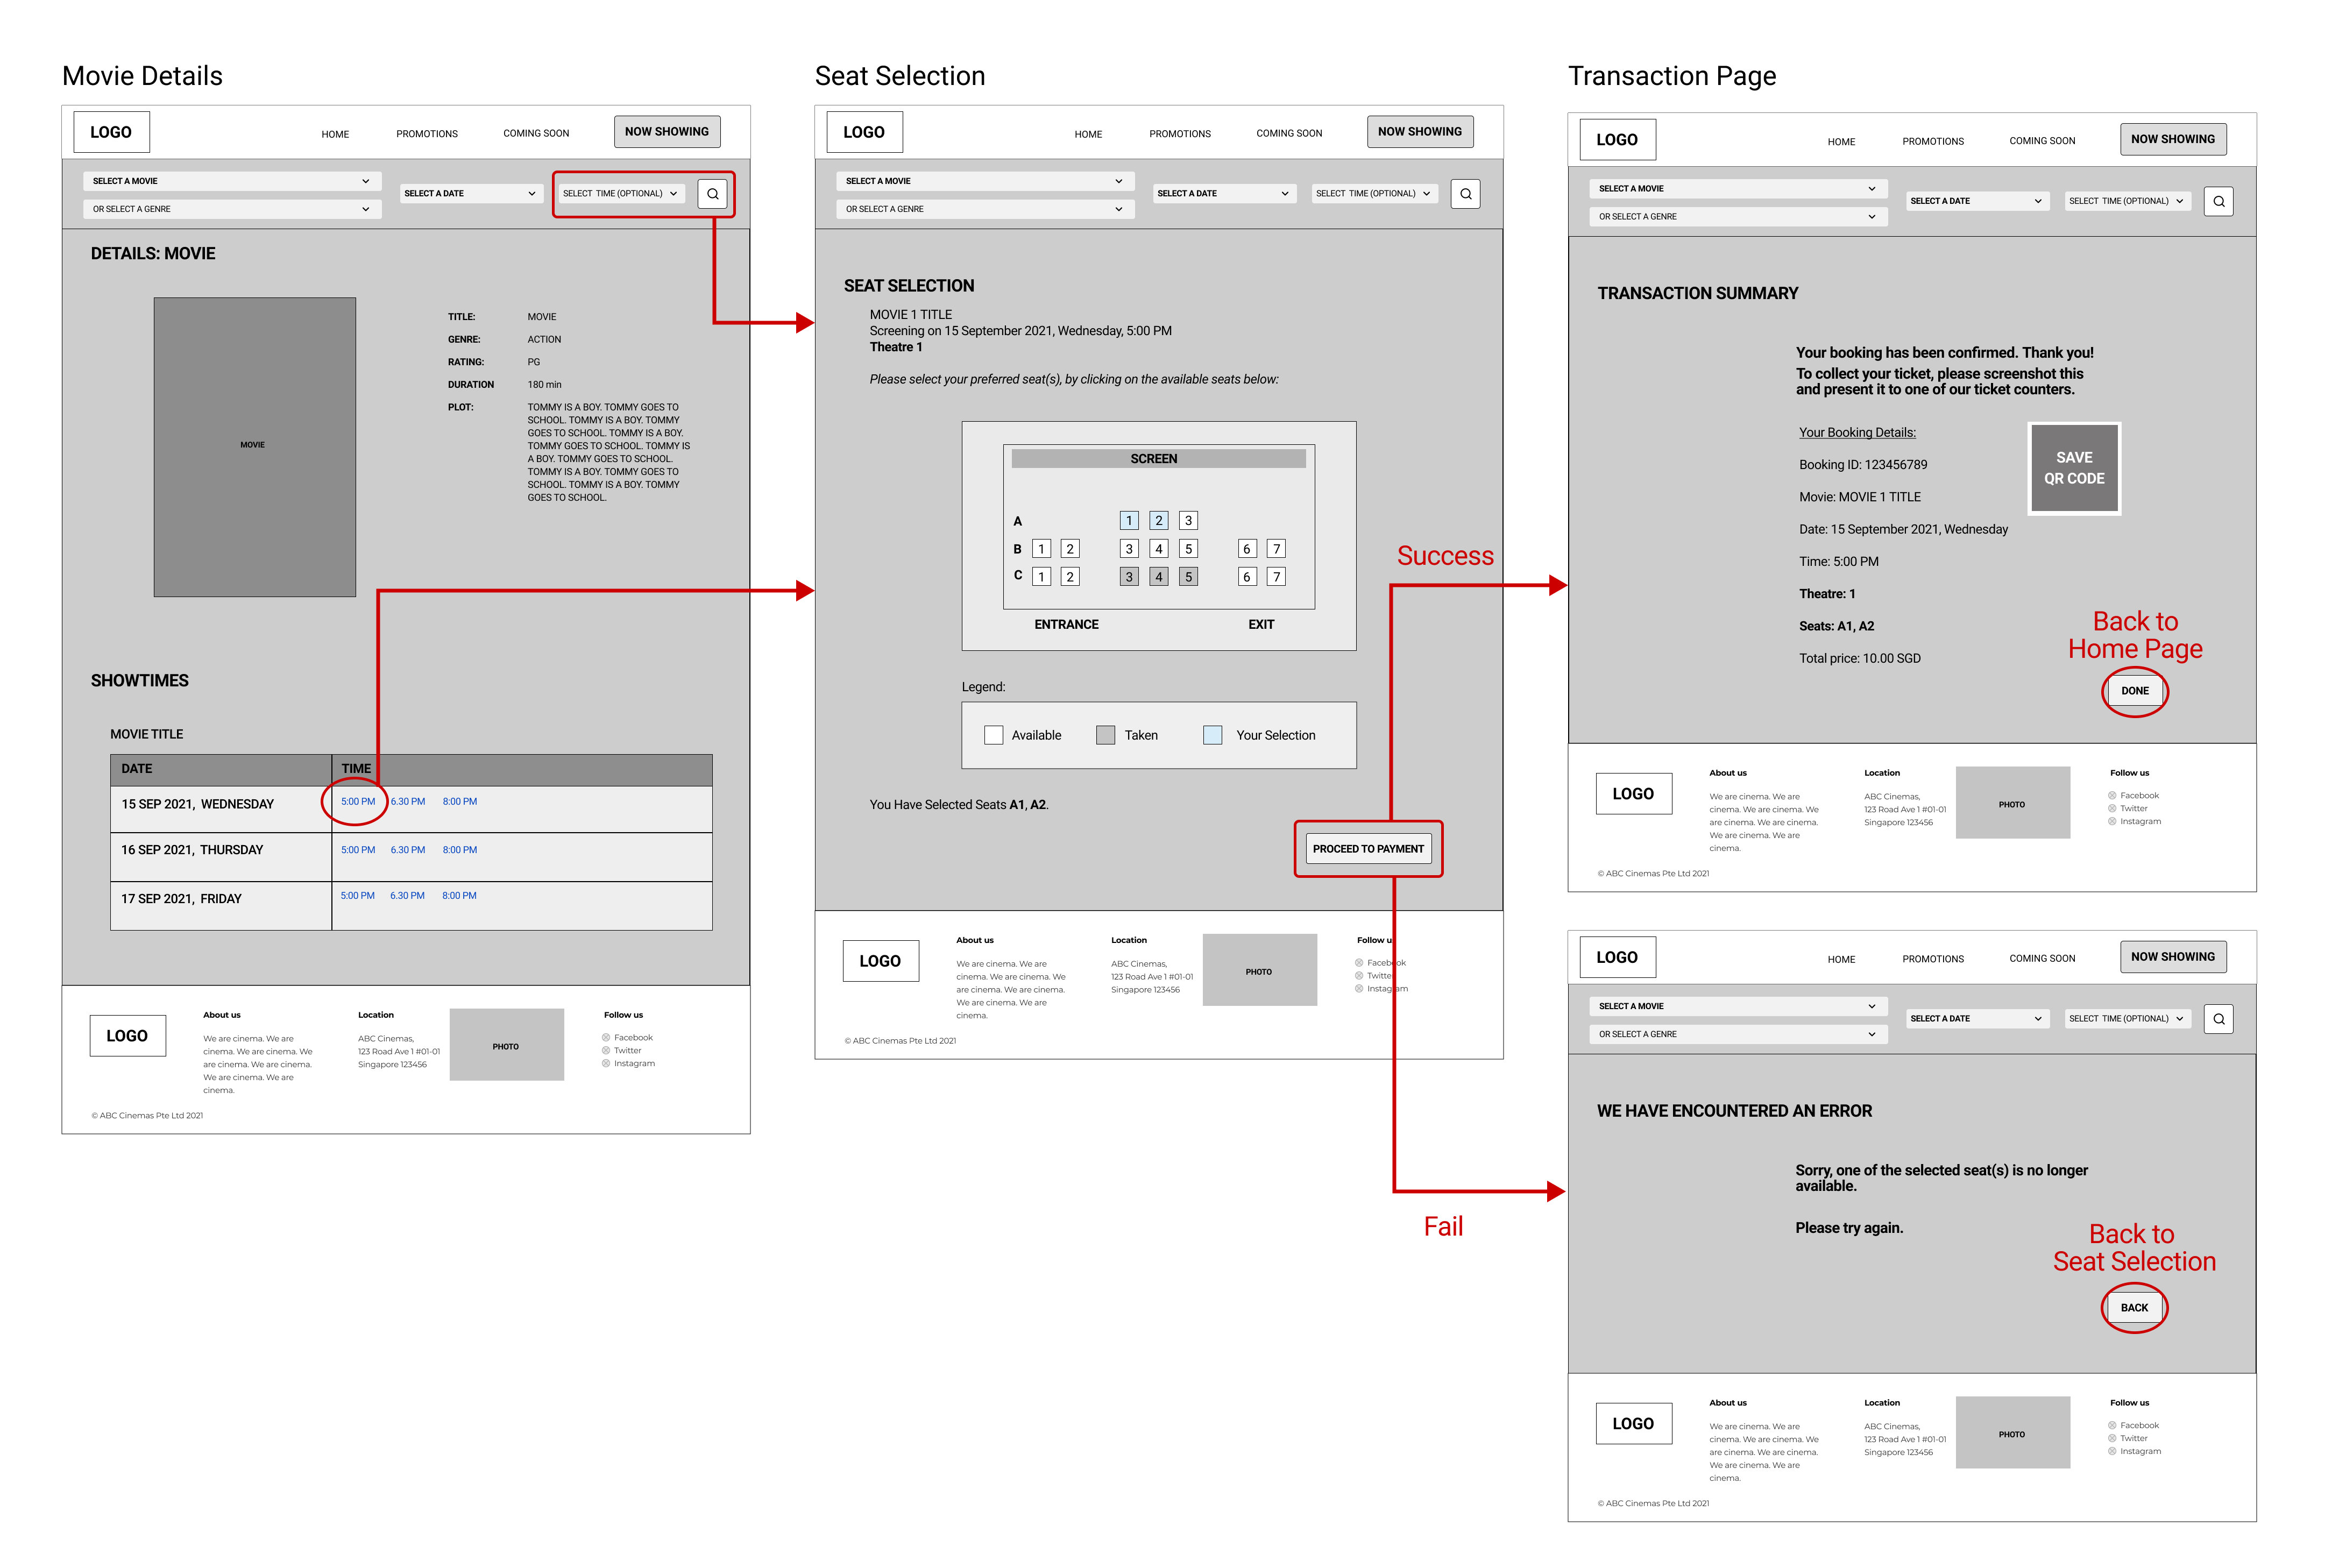 Movie Details
LOGO
HOME
PROMOTIONS
COMING SOON
NOW SHOWING
SELECT A MOVIE
OR SELECT A GENRE
SELECT A DATE
SELECT TIME (OPTIONAL)
DETAILS: MOVIE
MOVIE
TITLE: MOVIE
GENRE: ACTION
RATING: PG
DURATION 180 min
PLOT: TOMMY IS A BOY. TOMMY GOES TO
SCHOOL. TOMMY IS A BOY. TOMMY
GOES TO SCHOOL. TOMMY IS A BOY.
TOMMY GOES TO SCHOOL. TOMMY IS
A BOY. TOMMY GOES TO SCHOOL.
TOMMY IS A BOY. TOMMY GOES TO
SCHOOL. TOMMY IS A BOY. TOMMY
GOES TO SCHOOL.
SHOWTIMES
MOVIE TITLE
DATE TIME
15 SEP 2021, WEDNESDAY 5:00 PM 6.30 PM 8:00 PM
16 SEP 2021, THURSDAY 5:00 PM 6.30 PM 8:00 PM
17 SEP 2021, FRIDAY 5:00 PM 6.30 PM 8:00 PM
LOGO
About us
We are cinema. We are
cinema. We are cinema. We
are cinema. We are cinema.
We are cinema. We are
cinema.
Location
ABC Cinemas,
123 Road Ave 1 #01-01
Singapore 123456
PHOTO
Follow us
Facebook
Twitter
Instagram
© ABC Cinemas Pte Ltd 2021
Seat Selection
LOGO
HOME
PROMOTIONS
COMING SOON
NOW SHOWING
SELECT A MOVIE
OR SELECT A GENRE
SELECT A DATE
SELECT TIME (OPTIONAL)
SEAT SELECTION
MOVIE 1 TITLE
Screening on 15 September 2021, Wednesday, 5:00 PM
Theatre 1
Please select your preferred seat(s), by clicking on the available seats below:
SCREEN
A 1 2 3
B 1 2 3 4 5 6 7
C 1 2 3 4 5 6 7
ENTRANCE EXIT
Legend:
Available Taken Your Selection
You Have Selected Seats A1, A2.
PROCEED TO PAYMENT
Success
Fail
LOGO
About us
We are cinema. We are
cinema. We are cinema. We
are cinema. We are cinema.
We are cinema. We are
cinema.
Location
ABC Cinemas,
123 Road Ave 1 #01-01
Singapore 123456
PHOTO
Follow us
Facebook
Twitter
Instagram
© ABC Cinemas Pte Ltd 2021
Transaction Page
LOGO
HOME
PROMOTIONS
COMING SOON
NOW SHOWING
SELECT A MOVIE
OR SELECT A GENRE
SELECT A DATE
SELECT TIME (OPTIONAL)
TRANSACTION SUMMARY
Your booking has been confirmed. Thank you!
To collect your ticket, please screenshot this
and present it to one of our ticket counters.
Your Booking Details:
Booking ID: 123456789
Movie: MOVIE 1 TITLE
Date: 15 September 2021, Wednesday
Time: 5:00 PM
Theatre: 1
Seats: A1, A2
Total price: 10.00 SGD
SAVE
QR CODE
Back to
Home Page
DONE
LOGO
About us
We are cinema. We are
cinema. We are cinema. We
are cinema. We are cinema.
We are cinema. We are
cinema.
Location
ABC Cinemas,
123 Road Ave 1 #01-01
Singapore 123456
PHOTO
Follow us
Facebook
Twitter
Instagram
© ABC Cinemas Pte Ltd 2021
LOGO
HOME
PROMOTIONS
COMING SOON
NOW SHOWING
SELECT A MOVIE
OR SELECT A GENRE
SELECT A DATE
SELECT TIME (OPTIONAL)
WE HAVE ENCOUNTERED AN ERROR
Sorry, one of the selected seat(s) is no longer
available.
Please try again.
Back to
Seat Selection
BACK
LOGO
About us
We are cinema. We are
cinema. We are cinema. We
are cinema. We are cinema.
We are cinema. We are
cinema.
Location
ABC Cinemas,
123 Road Ave 1 #01-01
Singapore 123456
PHOTO
Follow us
Facebook
Twitter
Instagram
© ABC Cinemas Pte Ltd 2021